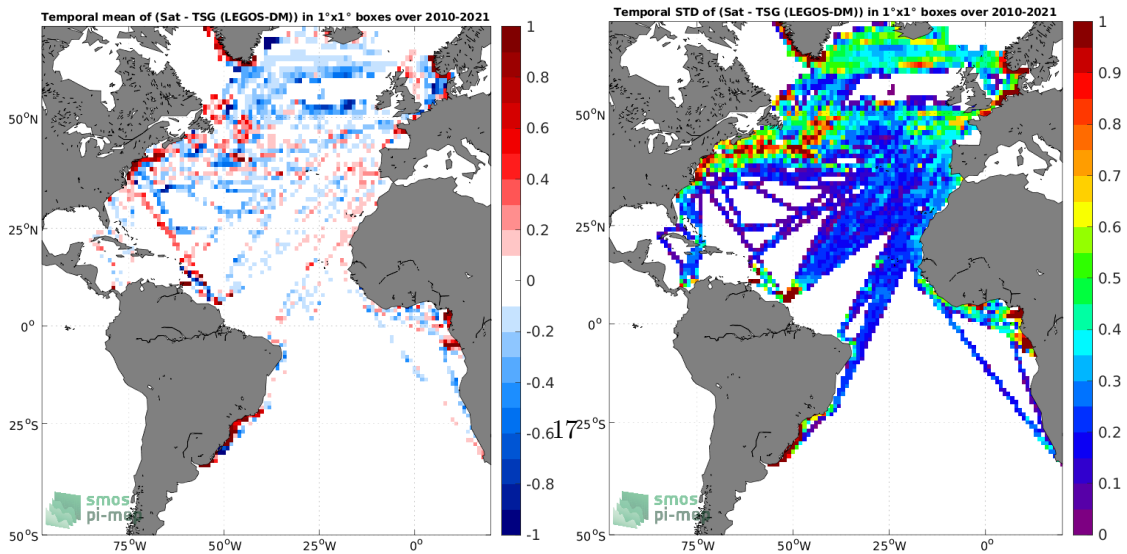 Temporal mean of (Sat - TSG (LEGOS-DM)) in 1°x1° boxes over 2010-2021
50°N
25°N
0°
25°S
50°S
75°W
50°W
25°W
0°
1
0.8
0.6
0.4
0.2
0
-0.2
-0.4
-0.6
-0.8
-1
smos
pi-mep
17
Temporal STD of (Sat - TSG (LEGOS-DM)) in 1°x1° boxes over 2010-2021
50°N
25°N
0°
25°S
50°S
75°W
50°W
25°W
0°
1
0.9
0.8
0.7
0.6
0.5
0.4
0.3
0.2
0.1
0
smos
pi-mep